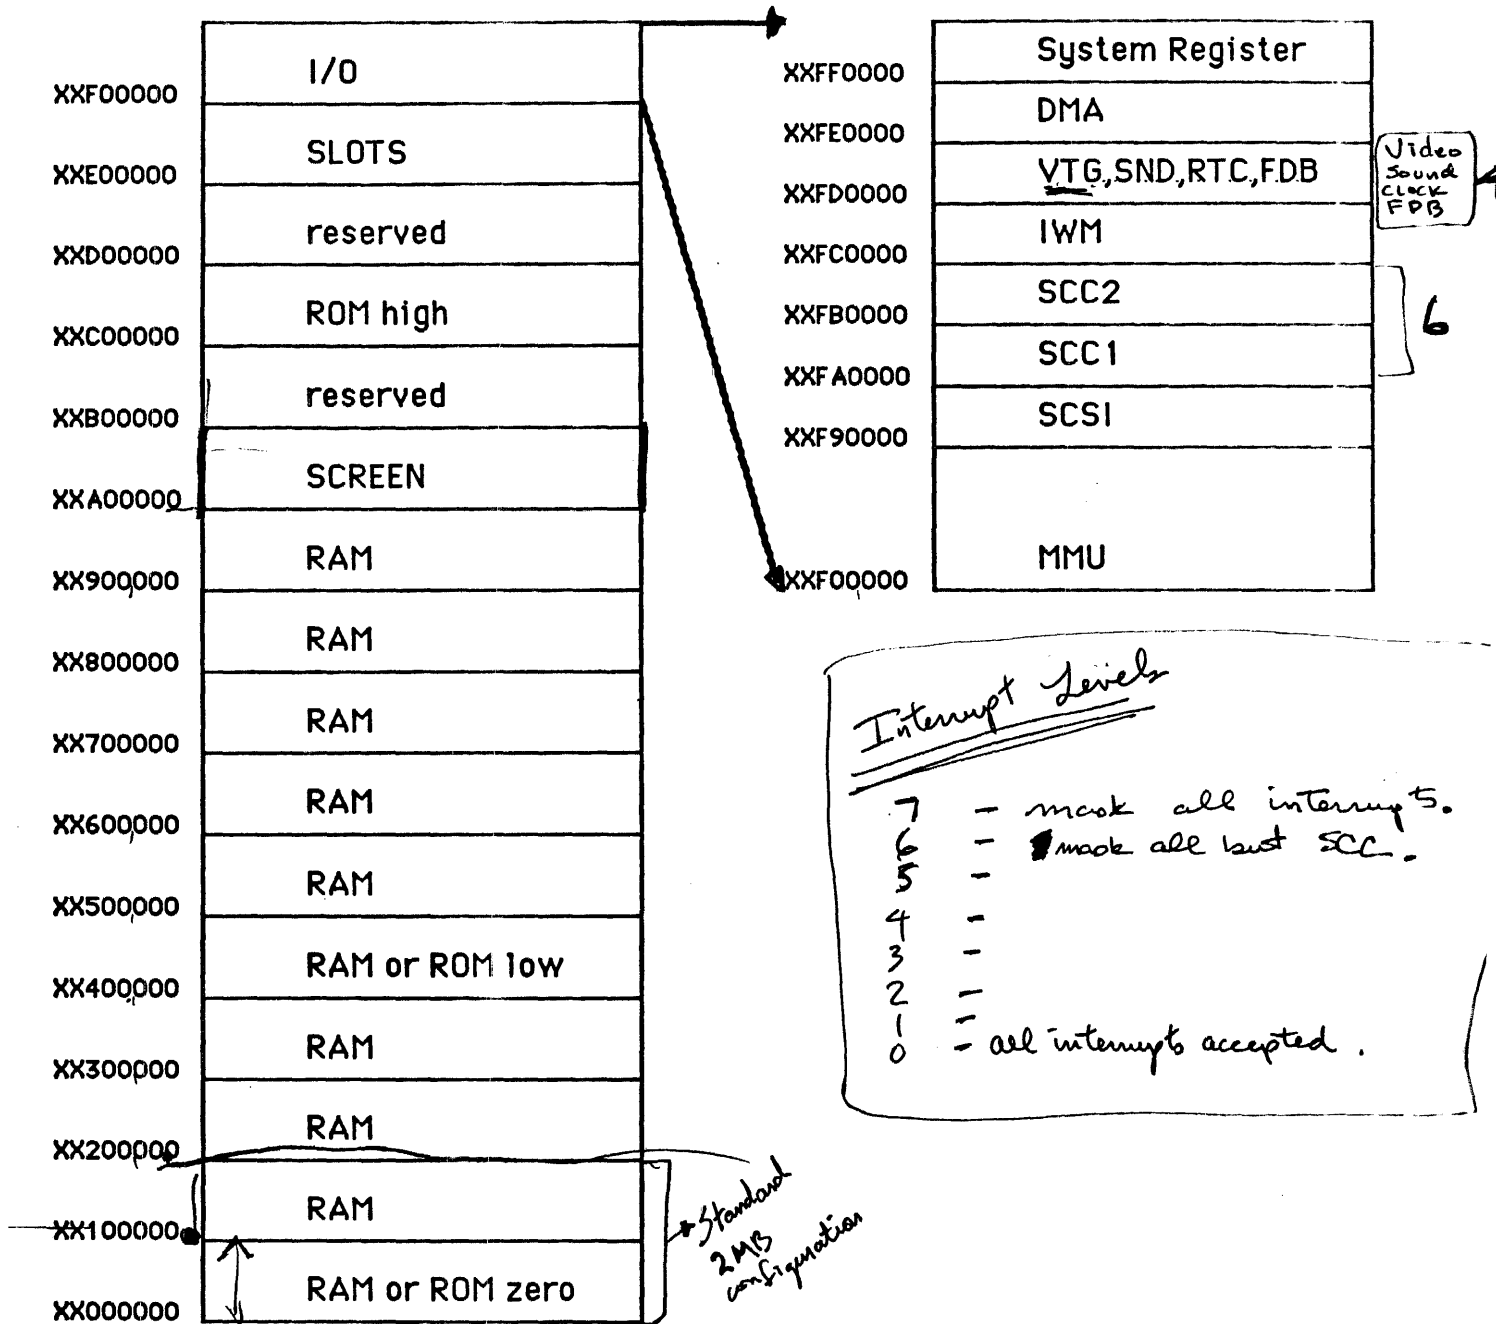 I/O
XXF00000
SLOTS
XXE00000
reserved
XXD00000
ROM high
XXC00000
reserved
XXB00000
SCREEN
XXA00000
RAM
XX900000
RAM
XX800000
RAM
XX700000
RAM
XX600000
RAM
XX500000
RAM or ROM low
XX400000
RAM
XX300000
RAM
XX200000
RAM
XX100000
RAM or ROM zero
XX000000
Standard
2MB
configuration
System Register
XXFF0000
DMA
XXFE0000
VTG,SND,RTC,FDB
XXFD0000
IWM
XXFC0000
SCC2
XXFB0000
SCC1
XXFA0000
SCSI
XXF90000
MMU
XXF00000
Video
Sound
CLOCK
FDB
6
Interrupt Levels
7 - mask all interrupts.
6 - mask all but SCC.
5 -
4 -
3 -
2 -
1 -
0 - all interrupts accepted.